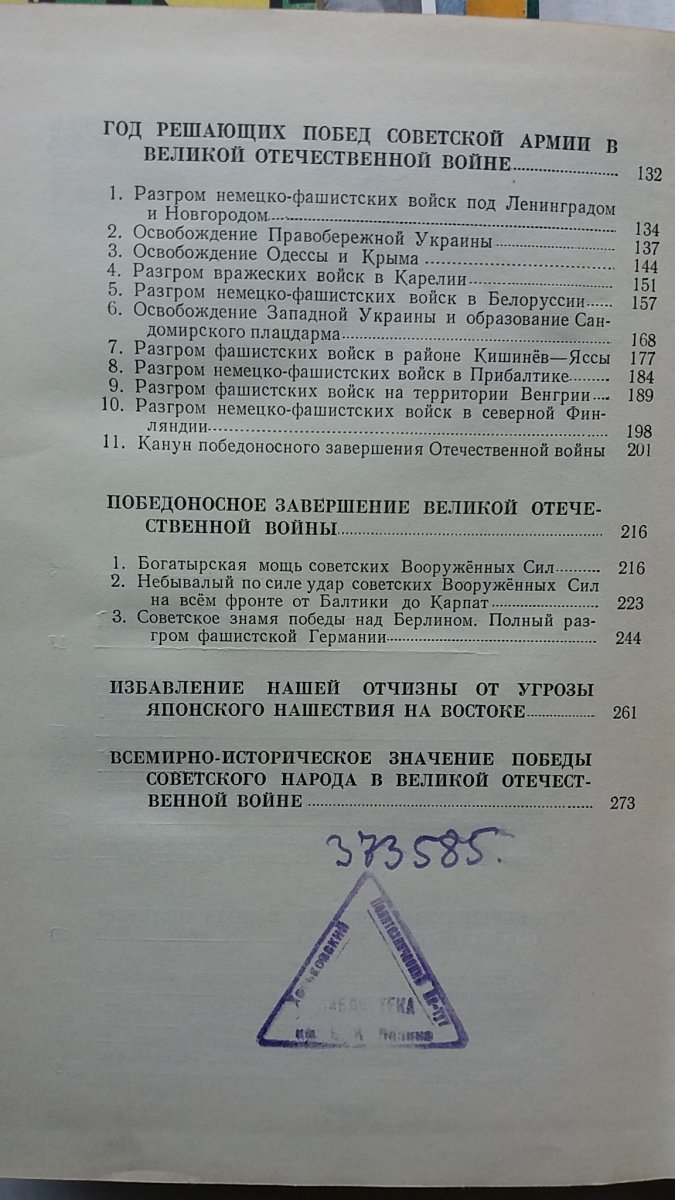 ГОД РЕШАЮЩИХ ПОБЕД СОВЕТСКОЙ АРМИИ В
ВЕЛИКОЙ ОТЕЧЕСТВЕННОЙ ВОЙНЕ 132
1. Разгром немецко-фашистских войск под Ленинградом
и Новгородом 134
2. Освобождение Правобережной Украины 137
3. Освобождение Одессы и Крыма 144
4. Разгром вражеских войск в Карелии 151
5. Разгром немецко-фашистских войск в Белоруссии 157
6. Освобождение Западной Украины и образование Сан-
домирского плацдарма 168
7. Разгром фашистских войск в районе Кишинёв—Яссы 177
8. Разгром немецко-фашистских войск в Прибалтике 184
9. Разгром фашистских войск на территории Венгрии 189
10. Разгром немецко-фашистских войск в северной Фин-
ляндии 198
11. Канун победоносного завершения Отечественной войны 201
ПОБЕДОНОСНОЕ ЗАВЕРШЕНИЕ ВЕЛИКОЙ ОТЕЧЕ-
СТВЕННОЙ ВОЙНЫ 216
1. Богатырская мощь советских Вооружённых Сил 216
2. Небывалый по силе удар советских Вооружённых Сил
на всём фронте от Балтики до Карпат 223
3. Советское знамя победы над Берлином. Полный раз-
гром фашистской Германии 244
ИЗБАВЛЕНИЕ НАШЕЙ ОТЧИЗНЫ ОТ УГРОЗЫ
ЯПОНСКОГО НАШЕСТВИЯ НА ВОСТОКЕ 261
ВСЕМИРНО-ИСТОРИЧЕСКОЕ ЗНАЧЕНИЕ ПОБЕДЫ
СОВЕТСКОГО НАРОДА В ВЕЛИКОЙ ОТЕЧЕСТ-
ВЕННОЙ ВОЙНЕ 273
373585.
Харьковский
Политехнический
БИБЛИОТЕКА
им. Ленина